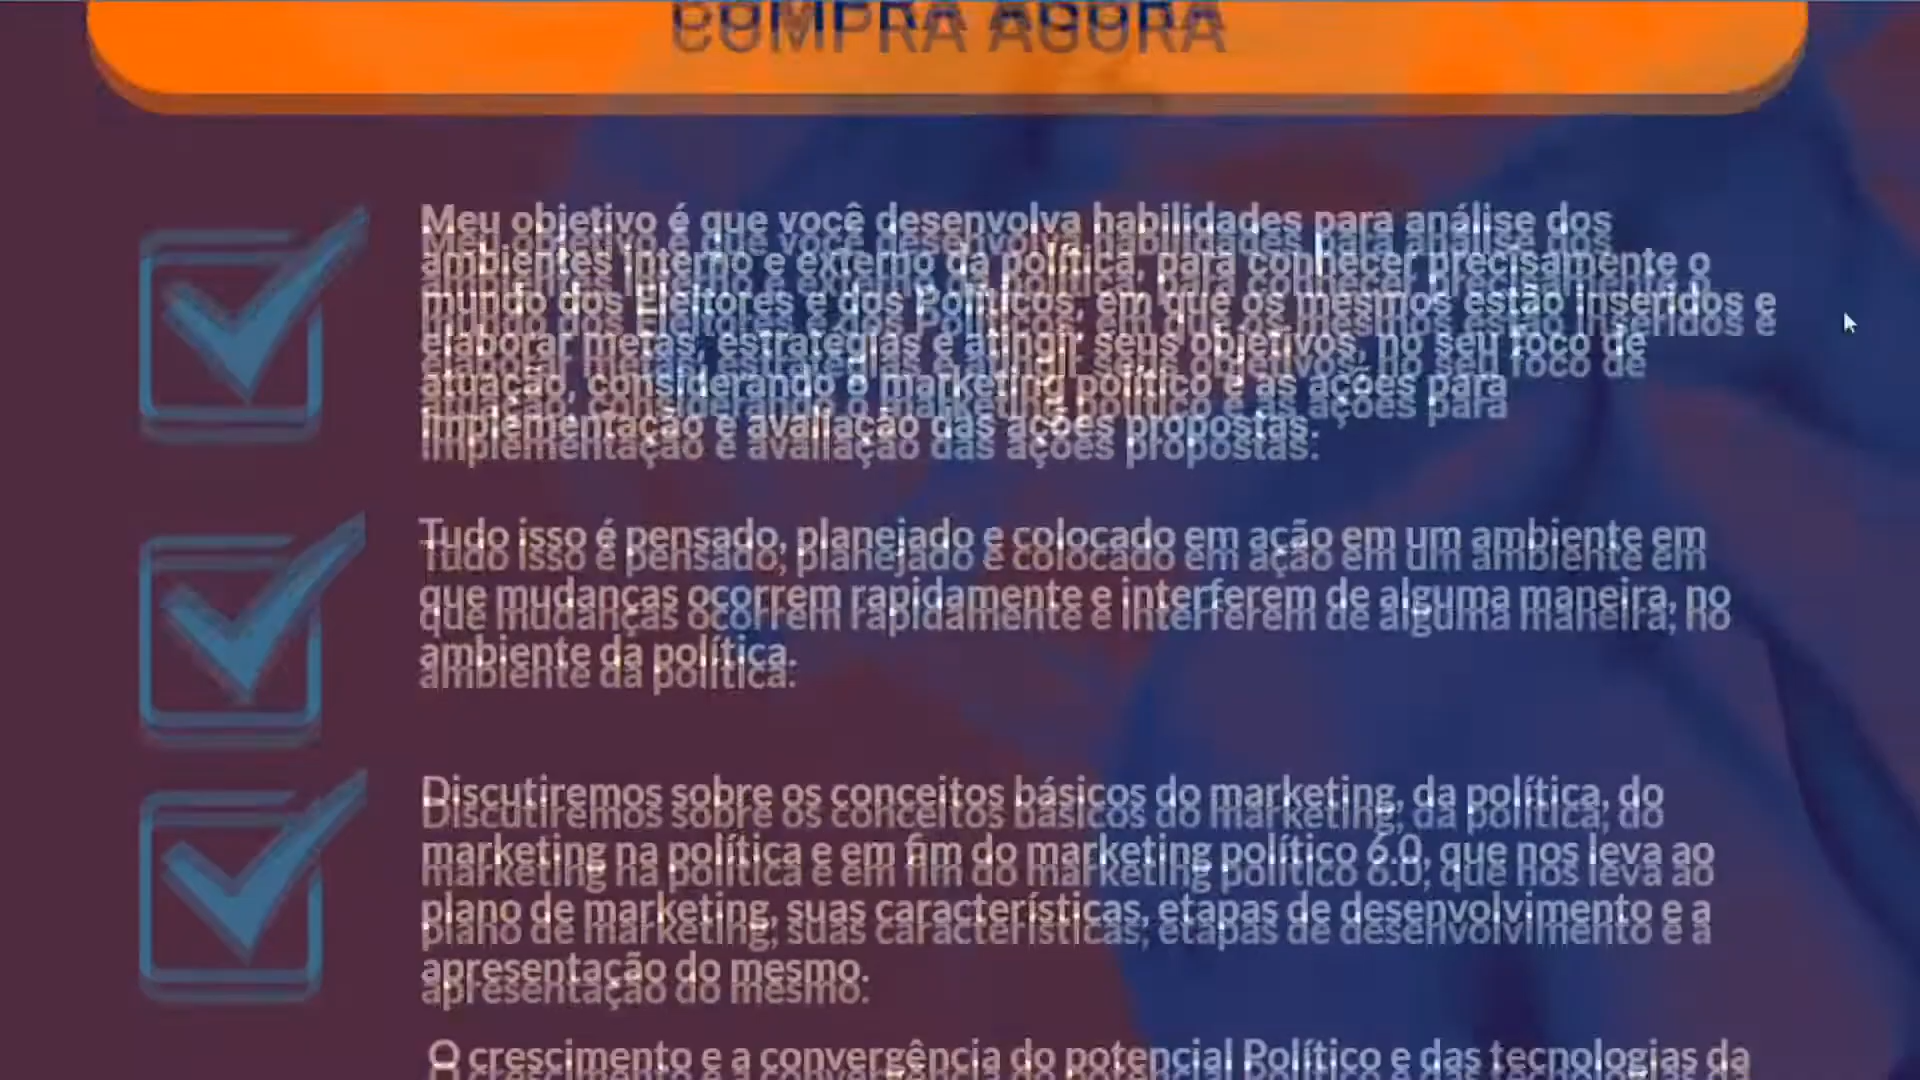 COMPRA AGORA
Meu objetivo é que você desenvolva habilidades para análise dos
ambientes interno e externo da política, para conhecer precisamente o
mundo dos Eleitores e dos Políticos, em que os mesmos estão inseridos e
elaborar metas, estratégias e atingir seus objetivos, no seu foco de
atuação, considerando o marketing político e as ações para
implementação e avaliação das ações propostas.
Tudo isso é pensado, planejado e colocado em ação em um ambiente em
que mudanças ocorrem rapidamente e interferem de alguma maneira, no
ambiente da política.
Discutiremos sobre os conceitos básicos do marketing, da política, do
marketing na política e em fim do marketing político 6.0, que nos leva ao
plano de marketing, suas características, etapas de desenvolvimento e a
apresentação do mesmo.
O crescimento e a convergência do potencial Político e das tecnologias da